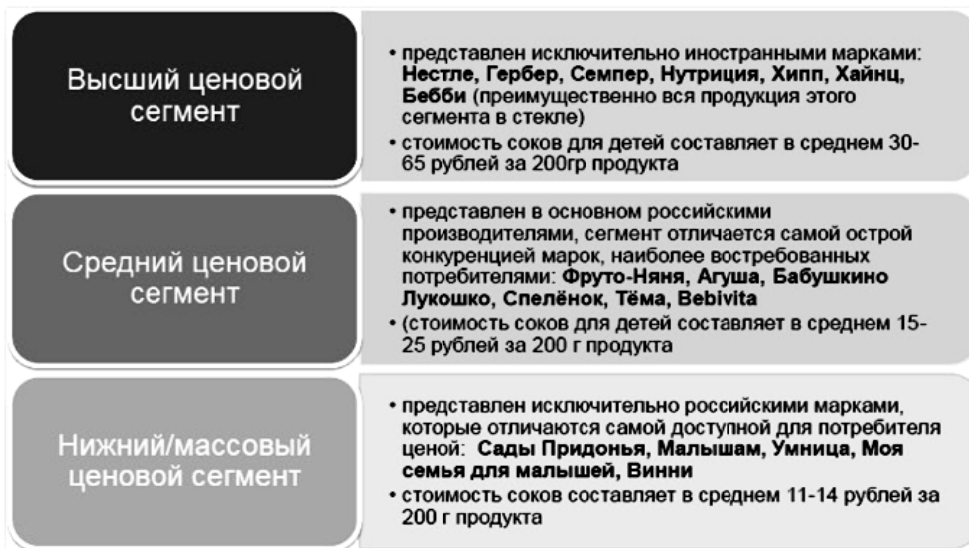 Высший ценовой
сегмент
• представлен исключительно иностранными марками:
Нестле, Гербер, Семпер, Нутриция, Хипп, Хайнц,
Бебби (преимущественно вся продукция этого
сегмента в стекле)
• стоимость соков для детей составляет в среднем 30-
65 рублей за 200гр продукта
Средний ценовой
сегмент
• представлен в основном российскими
производителями, сегмент отличается самой острой
конкуренцией марок, наиболее востребованных
потребителями: Фруто-Няня, Агуша, Бабушкино
Лукошко, Спелёнок, Тёма, Bebivita
• (стоимость соков для детей составляет в среднем 15-
25 рублей за 200 г продукта
Нижний/массовый
ценовой сегмент
• представлен исключительно российскими марками,
которые отличаются самой доступной для потребителя
ценой: Сады Придонья, Малышам, Умница, Моя
семья для малышей, Винни
• стоимость соков составляет в среднем 11-14 рублей за
200 г продукта